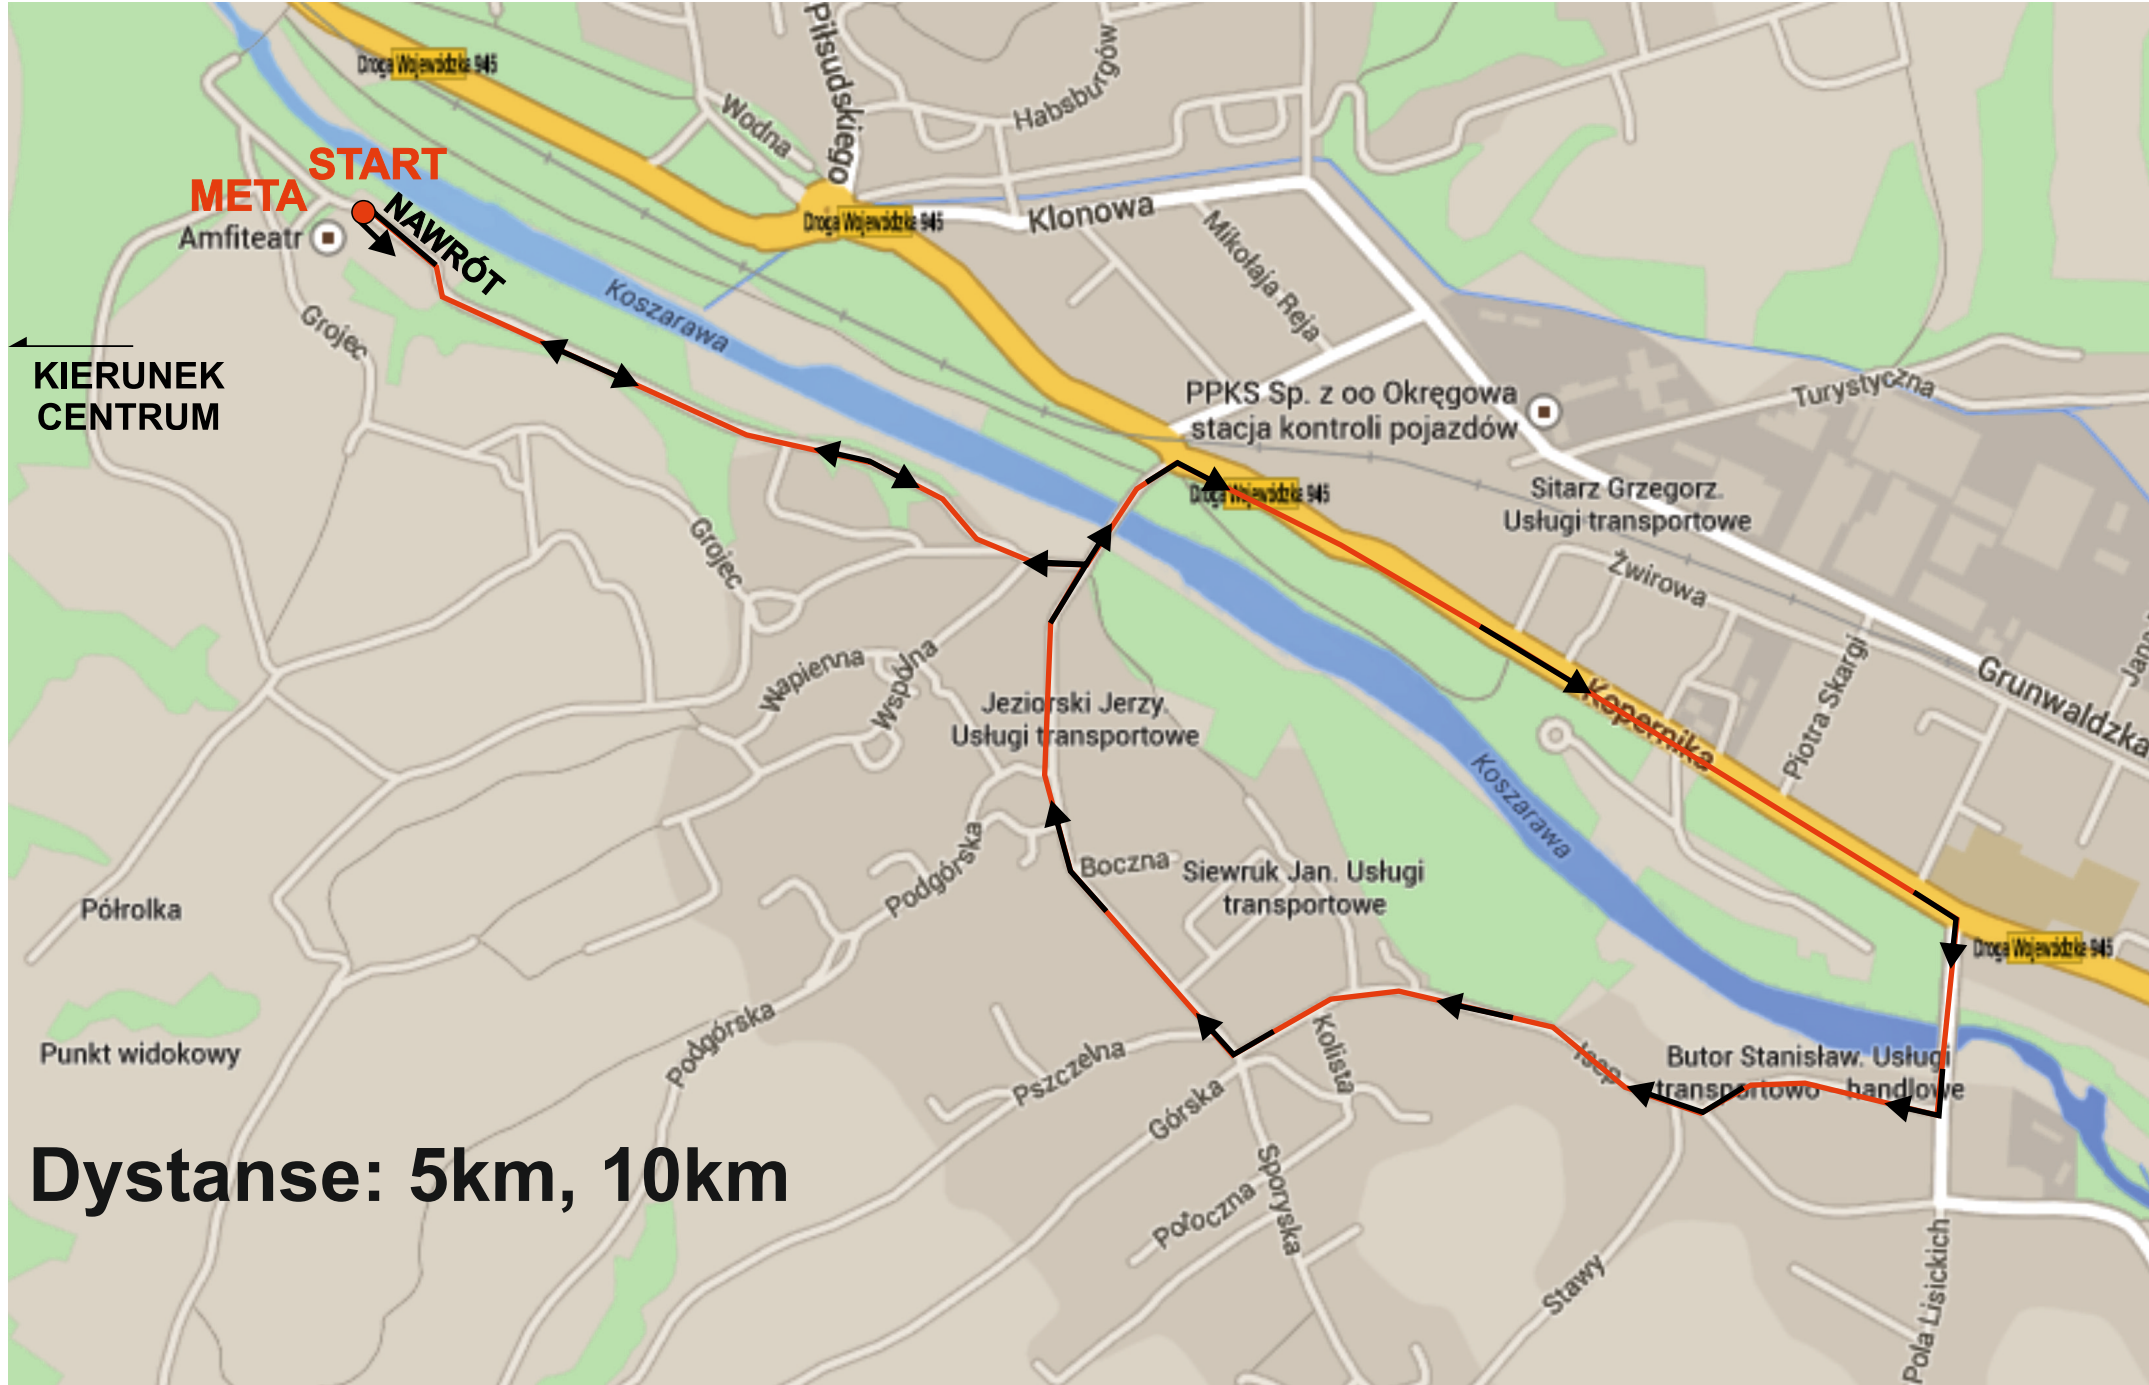 Piłsudskiego
Droga Wojewódzka 945
Habsburgów
Wodna
START
META
NAWRÓT
Amfiteatr
Droga Wojewódzka 945
Klonowa
Mikołaja Reja
Koszarawa
Grojec
KIERUNEK
CENTRUM
PPKS Sp. z oo Okręgowa
stacja kontroli pojazdów
Turystyczna
Droga Wojewódzka 945
Sitarz Grzegorz.
Usługi transportowe
Grojec
Żwirowa
Wapienna
Wspólna
Piotra Skargi
Grunwaldzka
Jana
Jeziorski Jerzy.
Usługi transportowe
Kopernika
Koszarawa
Podgórska
Boczna
Siewruk Jan. Usługi
transportowe
Półrolka
Droga Wojewódzka 945
Podgórska
Punkt widokowy
Pszczelna
Kolista
Isep
Butor Stanisław. Usługi
transportowo - handlowe
Górska
Dystanse: 5km, 10km
Sporyska
Potoczna
Stawy
Pola Lisickich